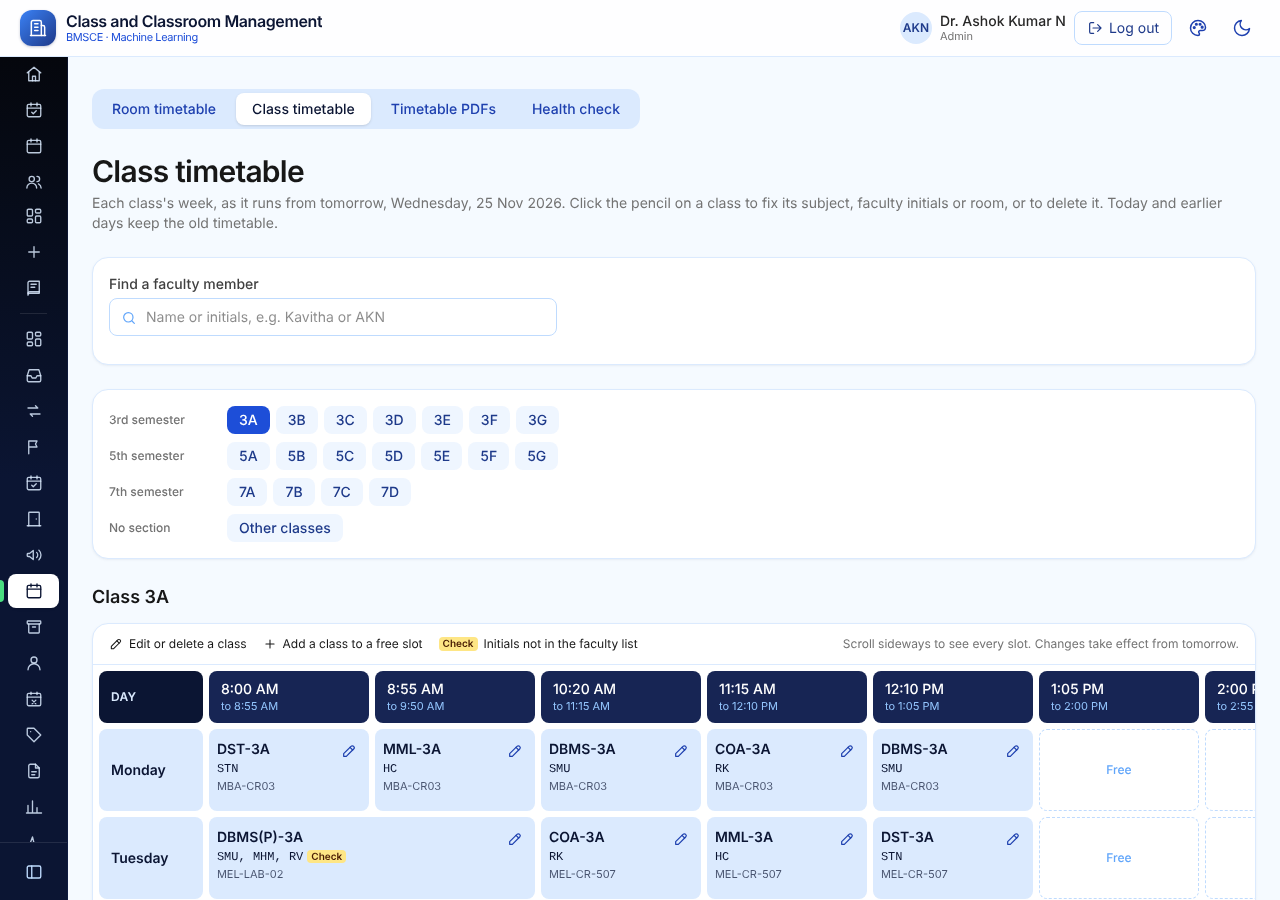 Class and Classroom Management
BMSCE · Machine Learning
AKN
Dr. Ashok Kumar N
Admin
Log out
Room timetable
Class timetable
Timetable PDFs
Health check
Class timetable
Each class's week, as it runs from tomorrow, Wednesday, 25 Nov 2026. Click the pencil on a class to fix its subject, faculty initials or room, or to delete it. Today and earlier
days keep the old timetable.
Find a faculty member
Name or initials, e.g. Kavitha or AKN
3rd semester 3A 3B 3C 3D 3E 3F 3G
5th semester 5A 5B 5C 5D 5E 5F 5G
7th semester 7A 7B 7C 7D
No section Other classes
Class 3A
Edit or delete a class Add a class to a free slot Check Initials not in the faculty list Scroll sideways to see every slot. Changes take effect from tomorrow.
DAY
8:00 AM
to 8:55 AM
8:55 AM
to 9:50 AM
10:20 AM
to 11:15 AM
11:15 AM
to 12:10 PM
12:10 PM
to 1:05 PM
1:05 PM
to 2:00 PM
2:00
to 2:55
Monday
DST-3A
STN
MBA-CR03
MML-3A
HC
MBA-CR03
DBMS-3A
SMU
MBA-CR03
COA-3A
RK
MBA-CR03
DBMS-3A
SMU
MBA-CR03
Free
Tuesday
DBMS(P)-3A
SMU, MHM, RV Check
MEL-LAB-02
COA-3A
RK
MEL-CR-507
MML-3A
HC
MEL-CR-507
DST-3A
STN
MEL-CR-507
Free